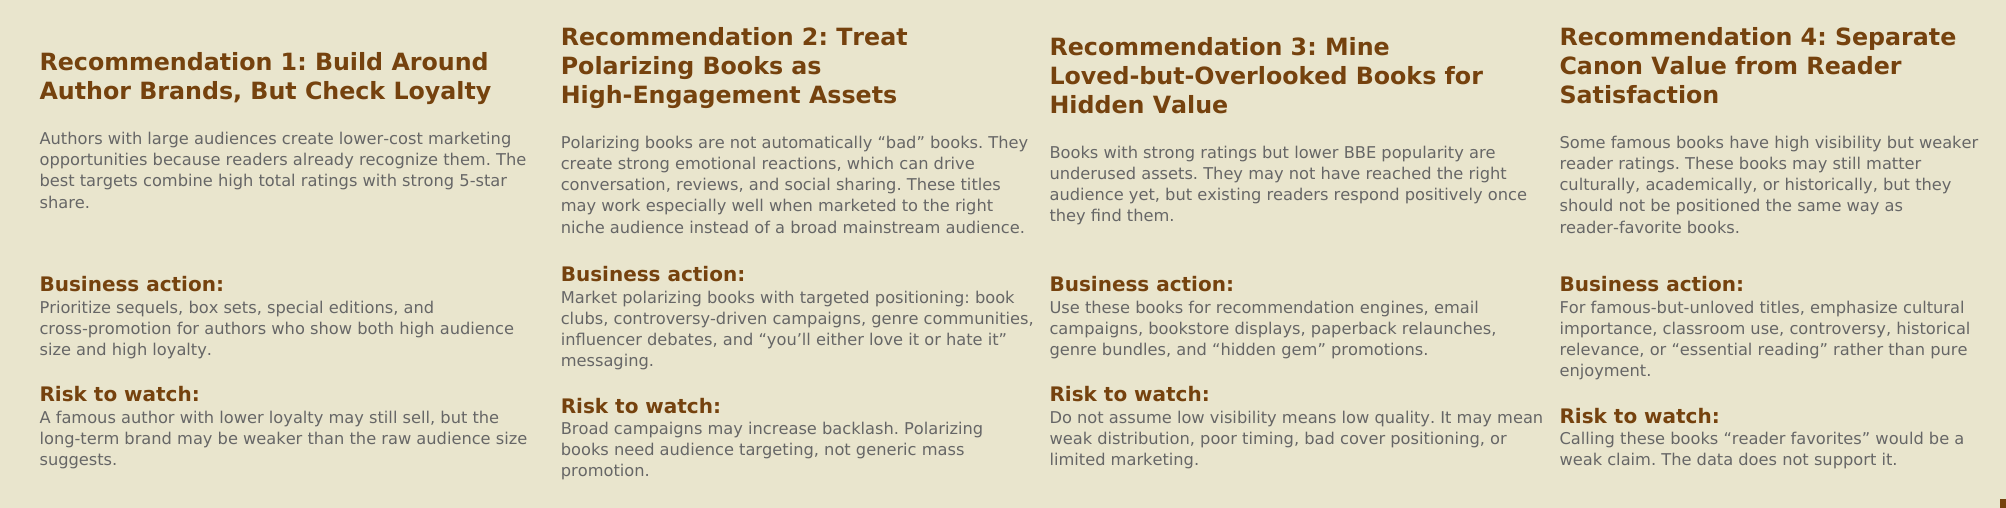 Recommendation 1: Build Around
Author Brands, But Check Loyalty
Authors with large audiences create lower-cost marketing
opportunities because readers already recognize them. The
best targets combine high total ratings with strong 5-star
share.
Business action:
Prioritize sequels, box sets, special editions, and
cross-promotion for authors who show both high audience
size and high loyalty.
Risk to watch:
A famous author with lower loyalty may still sell, but the
long-term brand may be weaker than the raw audience size
suggests.
Recommendation 2: Treat
Polarizing Books as
High-Engagement Assets
Polarizing books are not automatically “bad” books. They
create strong emotional reactions, which can drive
conversation, reviews, and social sharing. These titles
may work especially well when marketed to the right
niche audience instead of a broad mainstream audience.
Business action:
Market polarizing books with targeted positioning: book
clubs, controversy-driven campaigns, genre communities,
influencer debates, and “you’ll either love it or hate it”
messaging.
Risk to watch:
Broad campaigns may increase backlash. Polarizing
books need audience targeting, not generic mass
promotion.
Recommendation 3: Mine
Loved-but-Overlooked Books for
Hidden Value
Books with strong ratings but lower BBE popularity are
underused assets. They may not have reached the right
audience yet, but existing readers respond positively once
they find them.
Business action:
Use these books for recommendation engines, email
campaigns, bookstore displays, paperback relaunches,
genre bundles, and “hidden gem” promotions.
Risk to watch:
Do not assume low visibility means low quality. It may mean
weak distribution, poor timing, bad cover positioning, or
limited marketing.
Recommendation 4: Separate
Canon Value from Reader
Satisfaction
Some famous books have high visibility but weaker
reader ratings. These books may still matter
culturally, academically, or historically, but they
should not be positioned the same way as
reader-favorite books.
Business action:
For famous-but-unloved titles, emphasize cultural
importance, classroom use, controversy, historical
relevance, or “essential reading” rather than pure
enjoyment.
Risk to watch:
Calling these books “reader favorites” would be a
weak claim. The data does not support it.